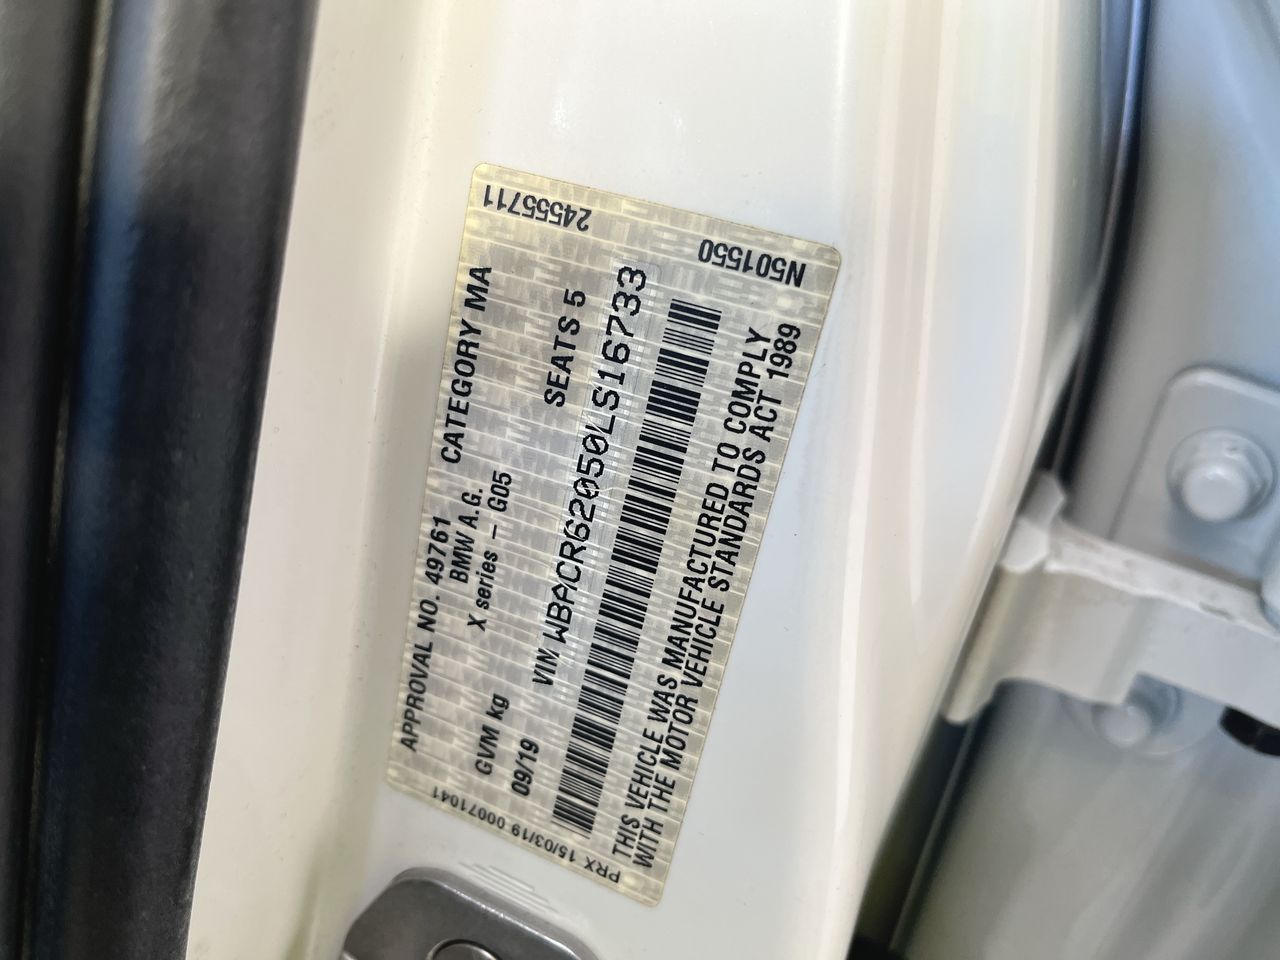 APPROVAL NO. 49761 CATEGORY MA
BMW A.G.
X series - G05
GVM kg
09/19 SEATS 5
VIN WBACR62050LS16733
THIS VEHICLE WAS MANUFACTURED TO COMPLY
WITH THE MOTOR VEHICLE STANDARDS ACT 1989
24555711
N501550
PRX 15/03/19 00071041